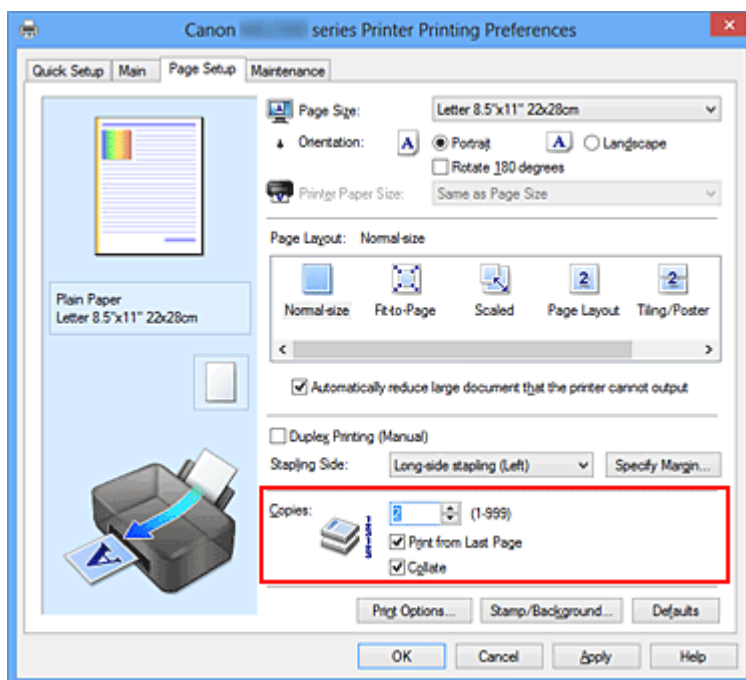 Canon series Printer Printing Preferences
Quick Setup Main Page Setup Maintenance
Page Size: Letter 8.5"x11" 22x28cm
Orientation: A Portrait A Landscape
Rotate 180 degrees
Printer Paper Size: Same as Page Size
Page Layout: Normal-size
2 2
Normal-size Fit-to-Page Scaled Page Layout Tiling/Poster
Plain Paper
Letter 8.5"x11" 22x28cm
Automatically reduce large document that the printer cannot output
Duplex Printing (Manual)
Stapling Side: Long-side stapling (Left) Specify Margin...
Copies: 2 (1-999)
Print from Last Page
Collate
A
Print Options... Stamp/Background... Defaults
OK Cancel Apply Help